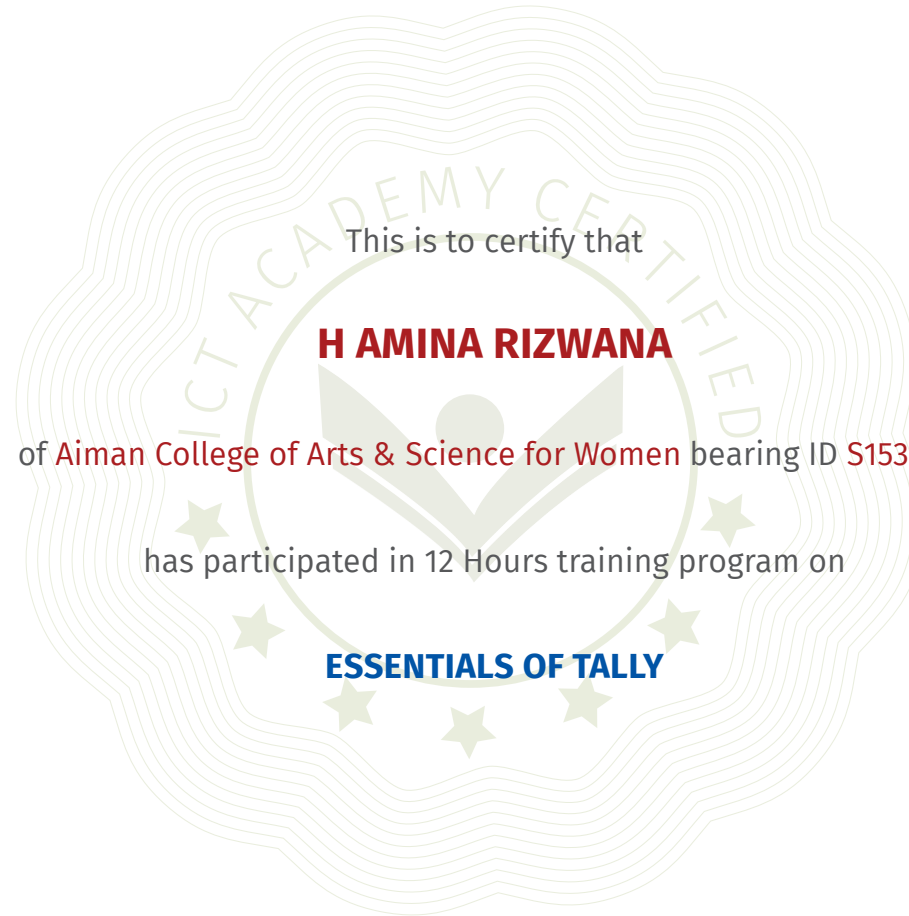 ICT ACADEMY CERTIFIED
This is to certify that
H AMINA RIZWANA
of Aiman College of Arts & Science for Women bearing ID S153
has participated in 12 Hours training program on
ESSENTIALS OF TALLY